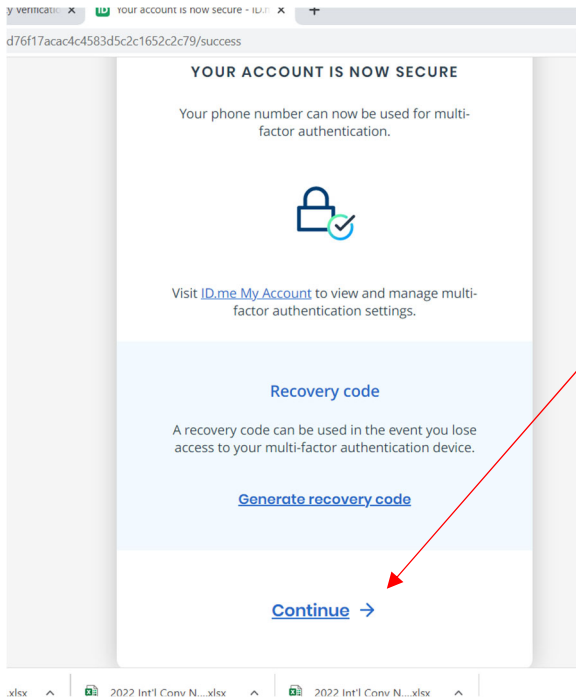 y Verificatio
Your account is now secure - ID.n
d76f17acac4c4583d5c2c1652c2c79/success
YOUR ACCOUNT IS NOW SECURE
Your phone number can now be used for multi-
factor authentication.
Visit ID.me My Account to view and manage multi-
factor authentication settings.
Recovery code
A recovery code can be used in the event you lose
access to your multi-factor authentication device.
Generate recovery code
Continue →
.xlsx 2022 Int'l Conv N....xlsx 2022 Int'l Conv N....xlsx